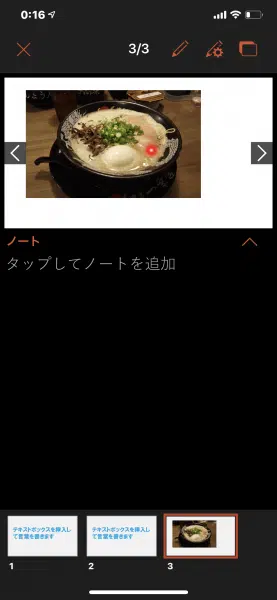 0:16
3/3
ノート
タップしてノートを追加
テキストボックスを挿入し
て言葉を書きます
テキストボックスを挿入し
て言葉を書きます
1
2
3